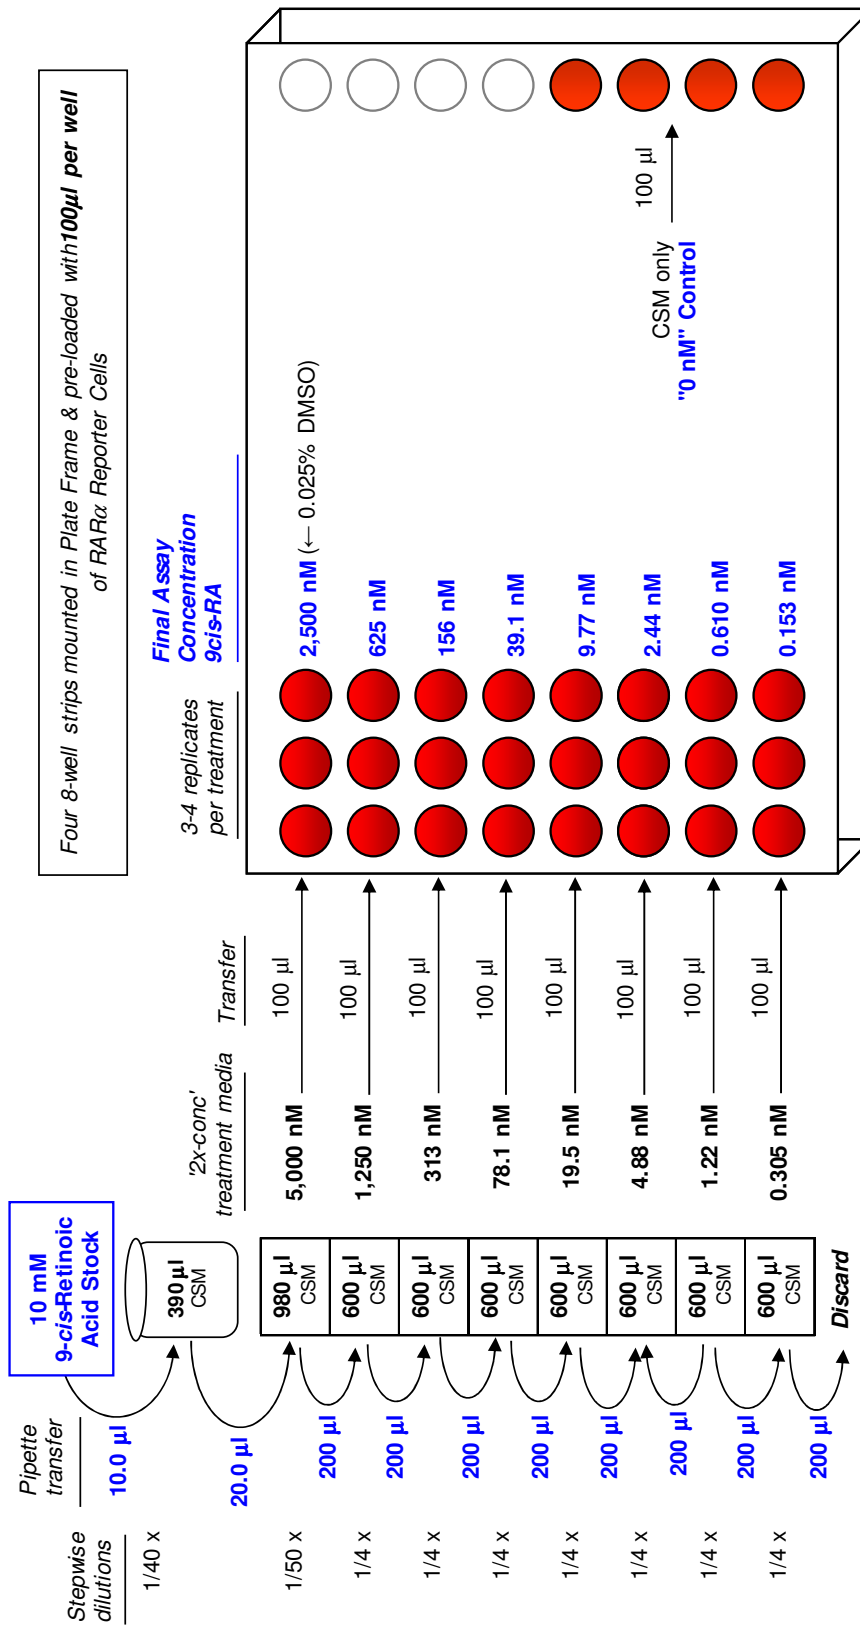 Four 8-well strips mounted in Plate Frame & pre-loaded with100µl per well
of RARα Reporter Cells
Stepwise
dilutions
Pipette
transfer
10 mM
9-cis-Retinoic
Acid Stock
'2x-conc'
treatment media
Transfer
3-4 replicates
per treatment
Final Assay
Concentration
9cis-RA
1/40 x
10.0 µl
390 µl
CSM
1/50 x
20.0 µl
980 µl
CSM
5,000 nM
100 µl
2,500 nM (← 0.025% DMSO)
1/4 x
200 µl
600 µl
CSM
1,250 nM
100 µl
625 nM
1/4 x
200 µl
600 µl
CSM
313 nM
100 µl
156 nM
1/4 x
200 µl
600 µl
CSM
78.1 nM
100 µl
39.1 nM
1/4 x
200 µl
600 µl
CSM
19.5 nM
100 µl
9.77 nM
1/4 x
200 µl
600 µl
CSM
4.88 nM
100 µl
2.44 nM
1/4 x
200 µl
600 µl
CSM
1.22 nM
100 µl
0.610 nM
1/4 x
200 µl
600 µl
CSM
0.305 nM
100 µl
0.153 nM
200 µl
Discard
CSM only
"0 nM" Control
100 µl